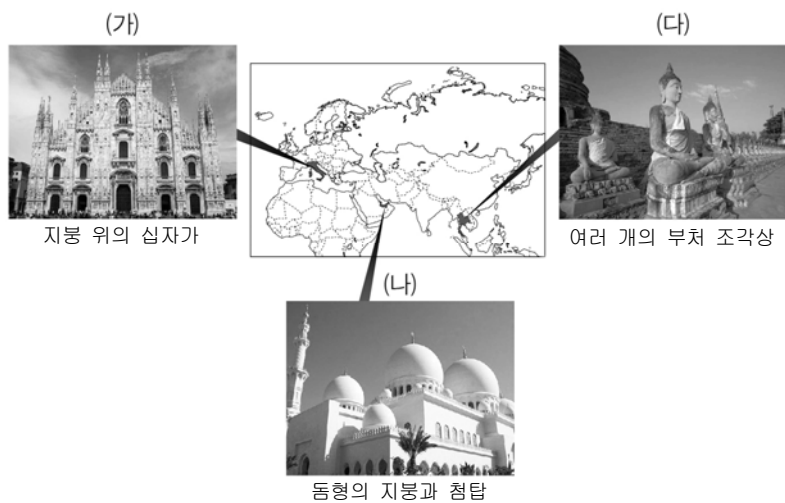 (가)
지붕 위의 십자가
(다)
여러 개의 부처 조각상
(나)
돔형의 지붕과 첨탑